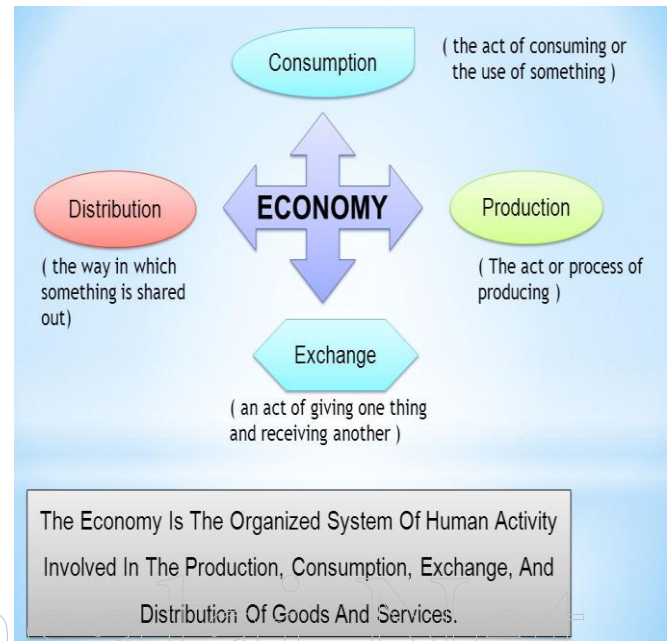 Consumption
( the act of consuming or
the use of something )
Distribution
ECONOMY
Production
( the way in which
something is shared
out)
( The act or process of
producing )
Exchange
( an act of giving one thing
and receiving another )
The Economy Is The Organized System Of Human Activity
Involved In The Production, Consumption, Exchange, And
Distribution Of Goods And Services.